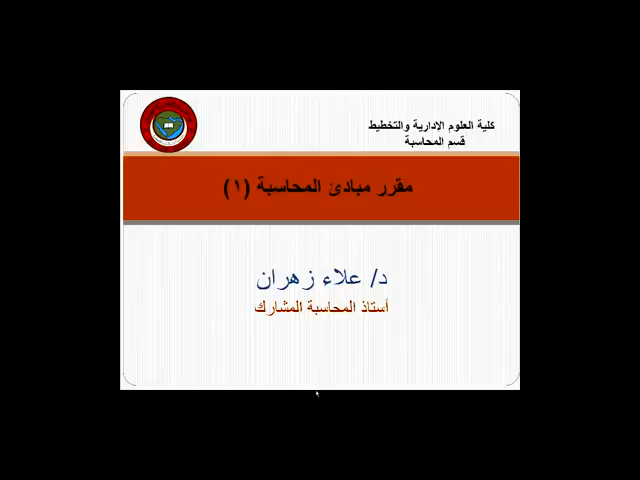 كلية العلوم الادارية والتخطيط
قسم المحاسبة
مقرر مبادئ المحاسبة (١)
د/ علاء زهران
أستاذ المحاسبة المشارك